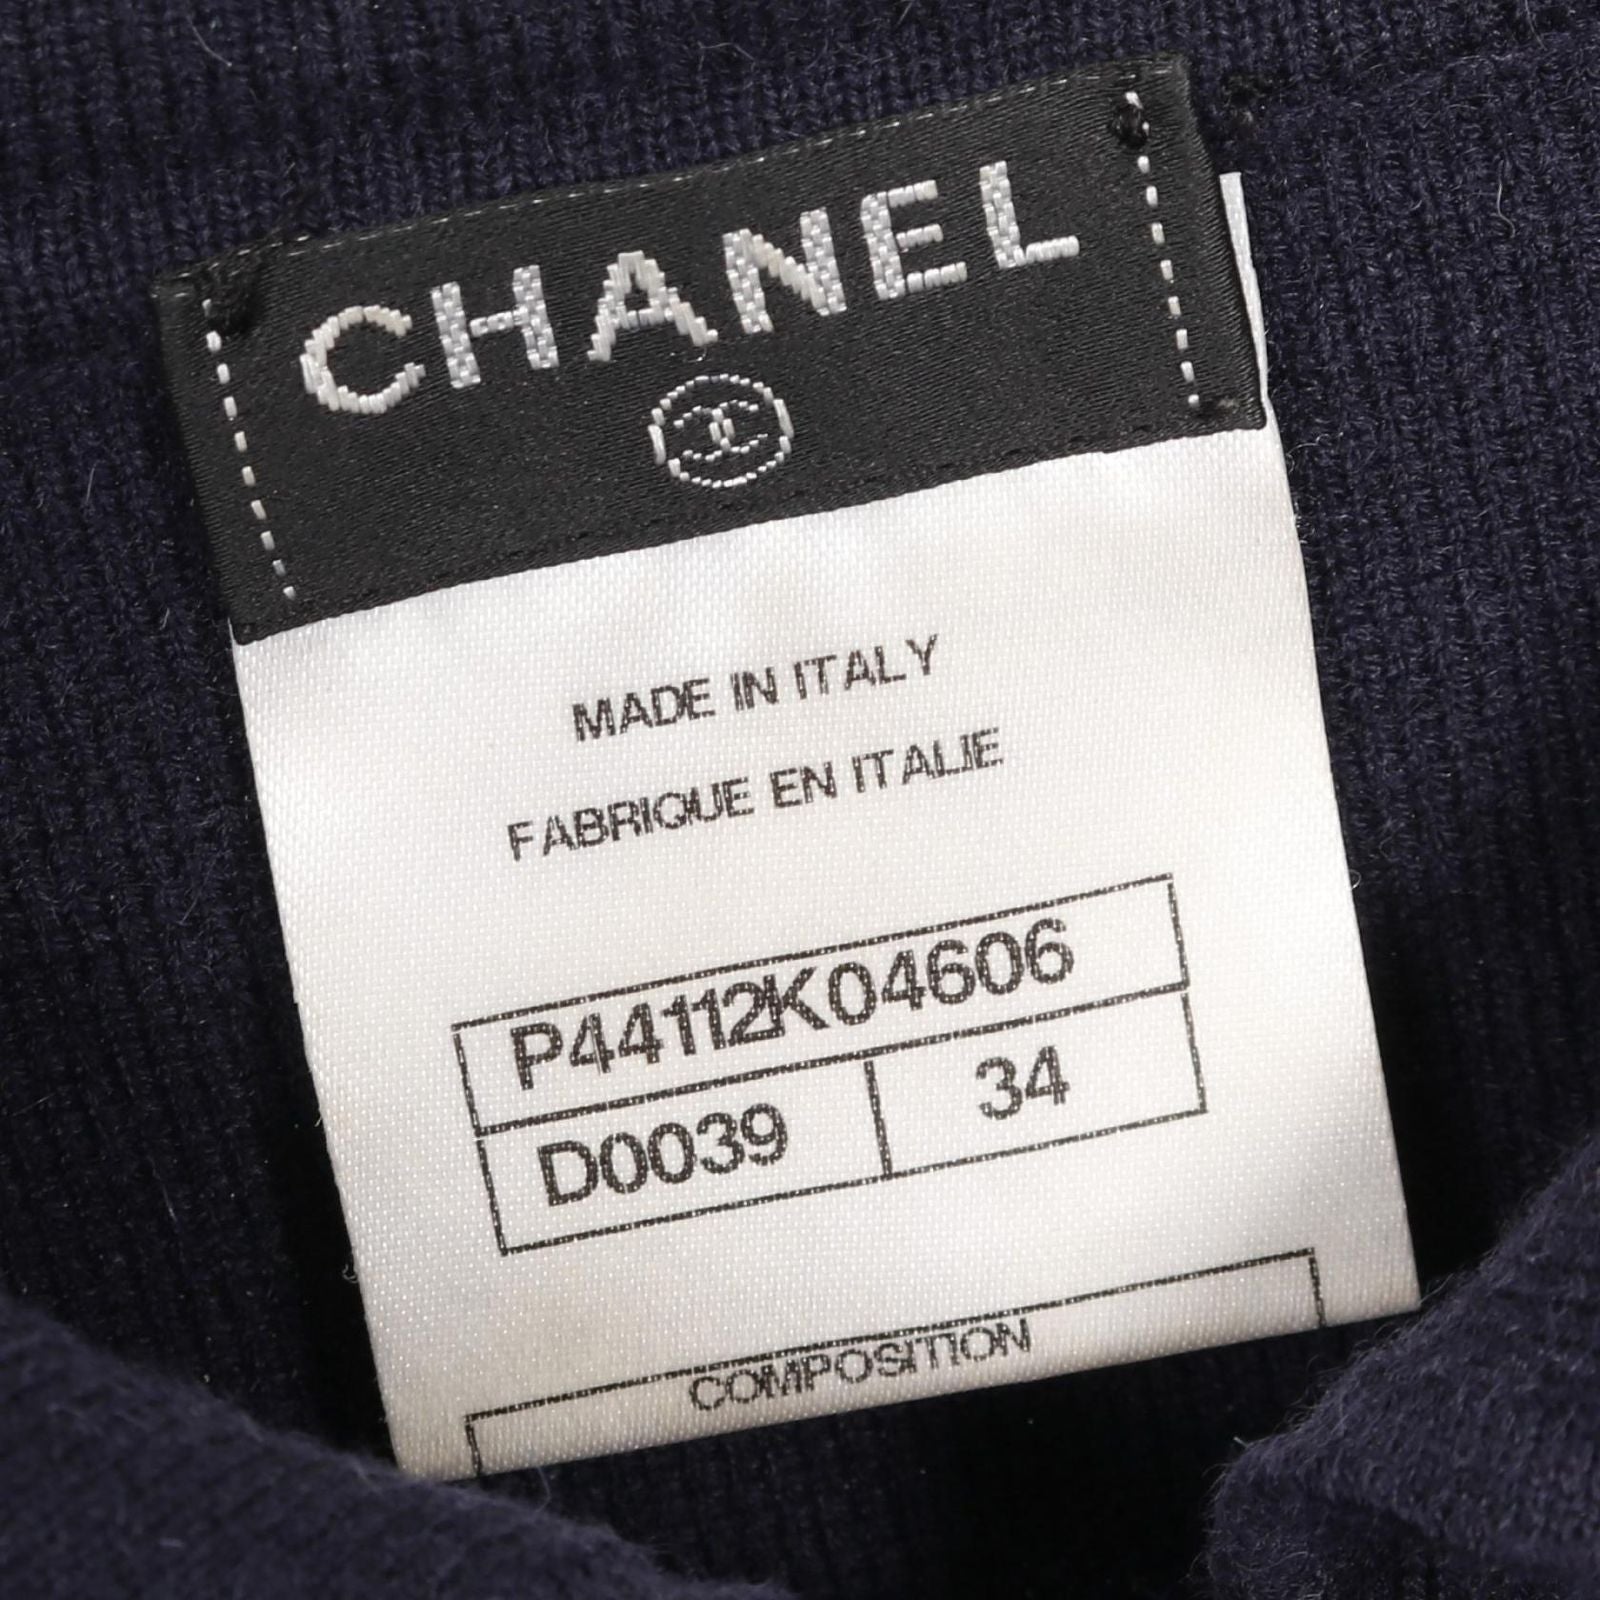 CHANEL
MADE IN ITALY
FABRIQUE EN ITALIE
P44112K04606
D0039 34
COMPOSITION